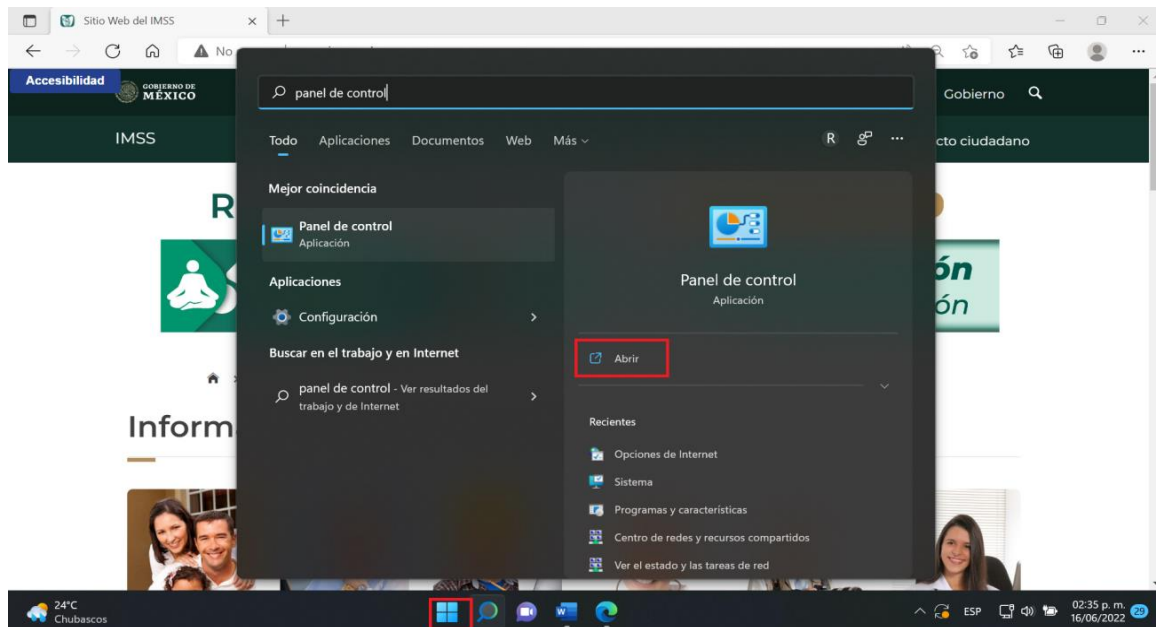 Sitio Web del IMSS
No
Accesibilidad
GOBIERNO DE
MÉXICO
panel de control
Gobierno
IMSS
Todo Aplicaciones Documentos Web Más
R
cto ciudadano
Mejor coincidencia
R
Panel de control
Aplicación
Panel de control
Aplicación
ón
ón
Aplicaciones
Configuración
Buscar en el trabajo y en Internet
Abrir
panel de control - Ver resultados del
trabajo y de Internet
Inform
Recientes
Opciones de Internet
Sistema
Programas y características
Centro de redes y recursos compartidos
Ver el estado y las tareas de red
24°C
Chubascos
ESP
02:35 p. m.
16/06/2022
29